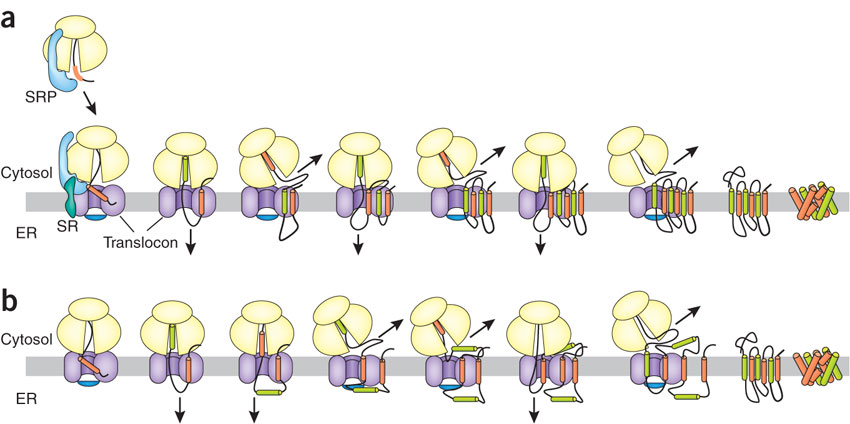 a
SRP
Cytosol
SR
Translocon
ER
b
Cytosol
ER